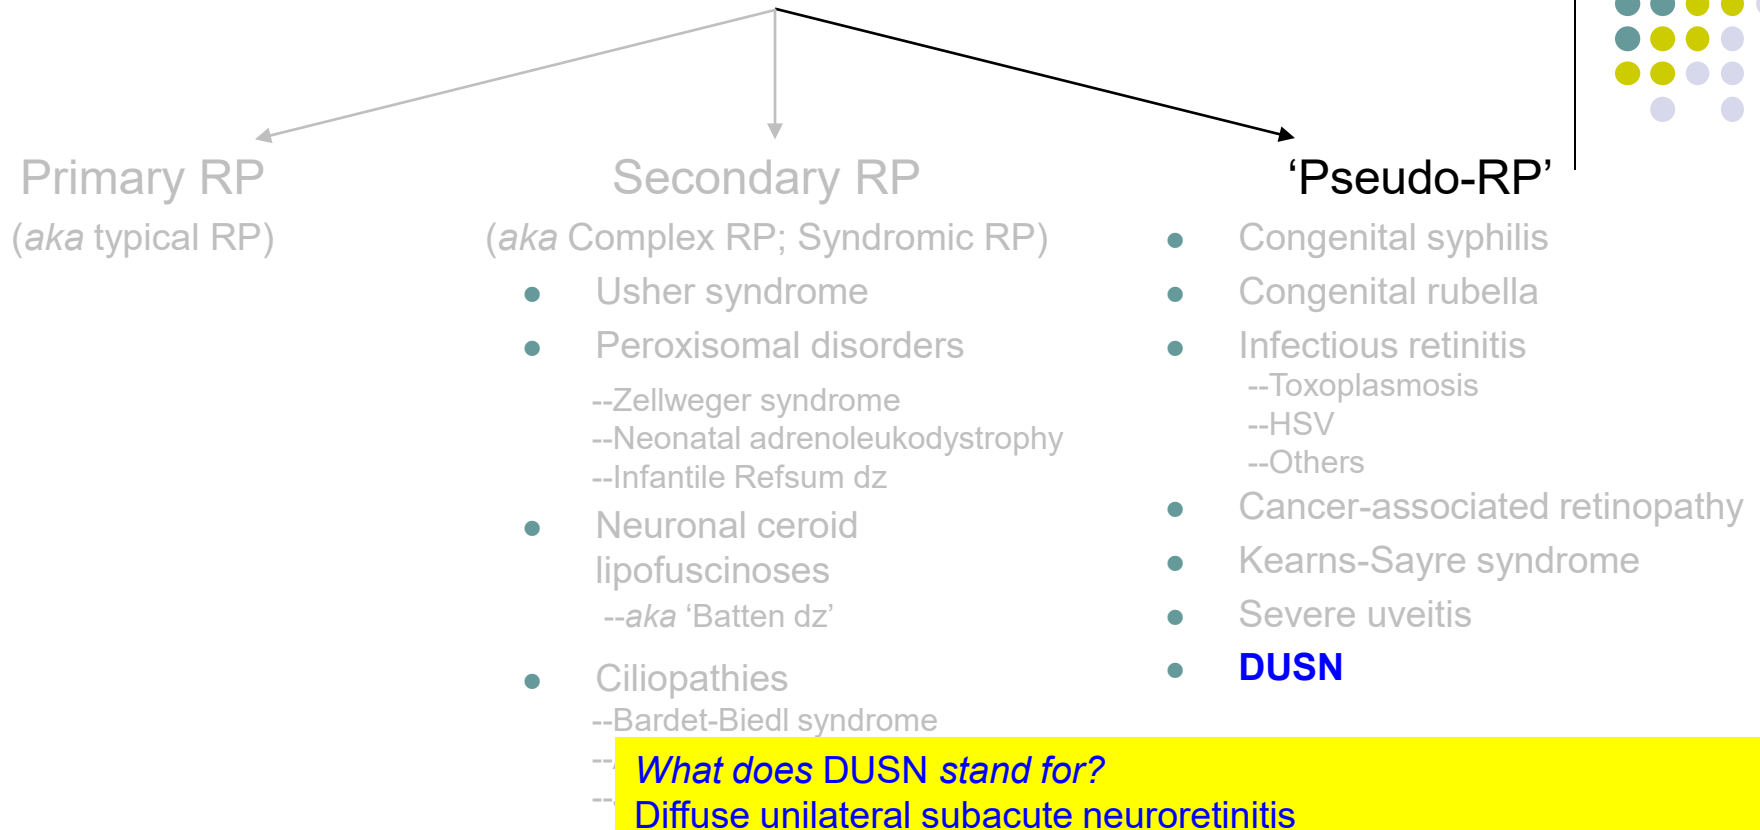 Primary RP
(aka typical RP)
Secondary RP
(aka Complex RP; Syndromic RP)
Usher syndrome
Peroxisomal disorders
--Zellweger syndrome
--Neonatal adrenoleukodystrophy
--Infantile Refsum dz
Neuronal ceroid
lipofuscinoses
--aka ‘Batten dz’
Ciliopathies
--Bardet-Biedl syndrome
--
--
‘Pseudo-RP’
Congenital syphilis
Congenital rubella
Infectious retinitis
--Toxoplasmosis
--HSV
--Others
Cancer-associated retinopathy
Kearns-Sayre syndrome
Severe uveitis
DUSN
What does DUSN stand for?
Diffuse unilateral subacute neuroretinitis